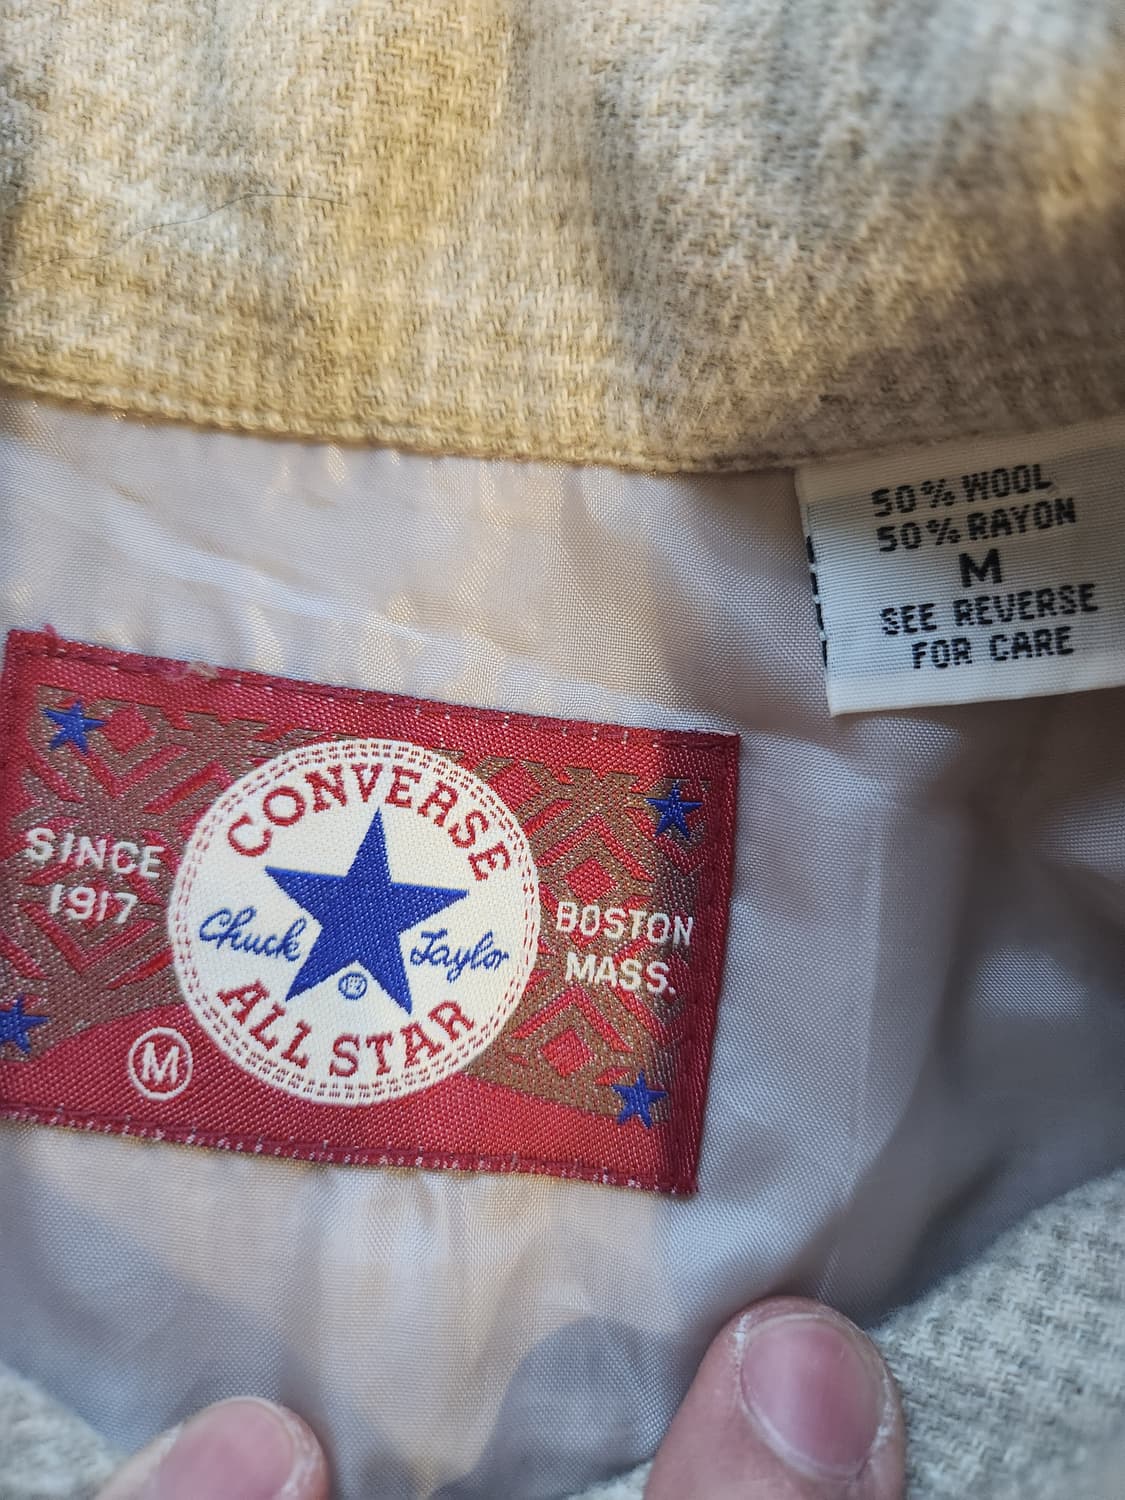 50% WOOL
50% RAYON
M
SEE REVERSE
FOR CARE
CONVERSE
SINCE
1917
Chuck Taylor
®
BOSTON
MASS.
ALL STAR
M